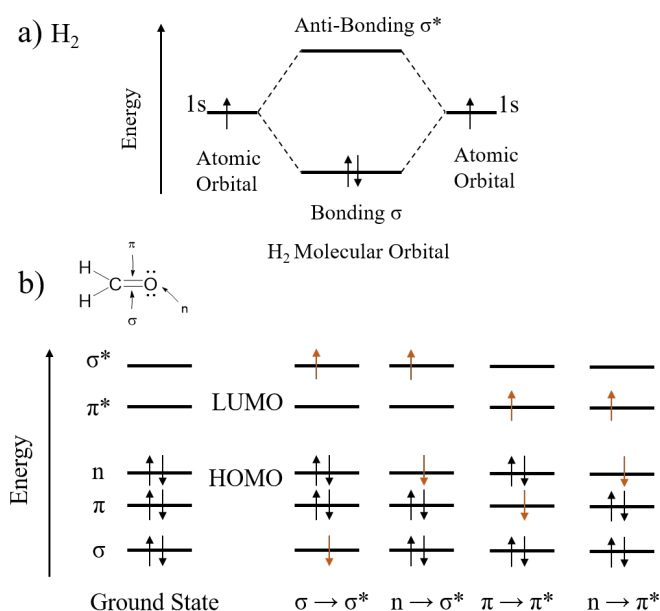 a) H₂
Anti-Bonding σ*
Energy
1s
1s
Atomic
Orbital
Atomic
Orbital
Bonding σ
H₂ Molecular Orbital
b)
π
H
C
O
H
σ
n
Energy
σ*
π*
LUMO
n
HOMO
π
σ
Ground State
σ → σ*
n → σ*
π → π*
n → π*